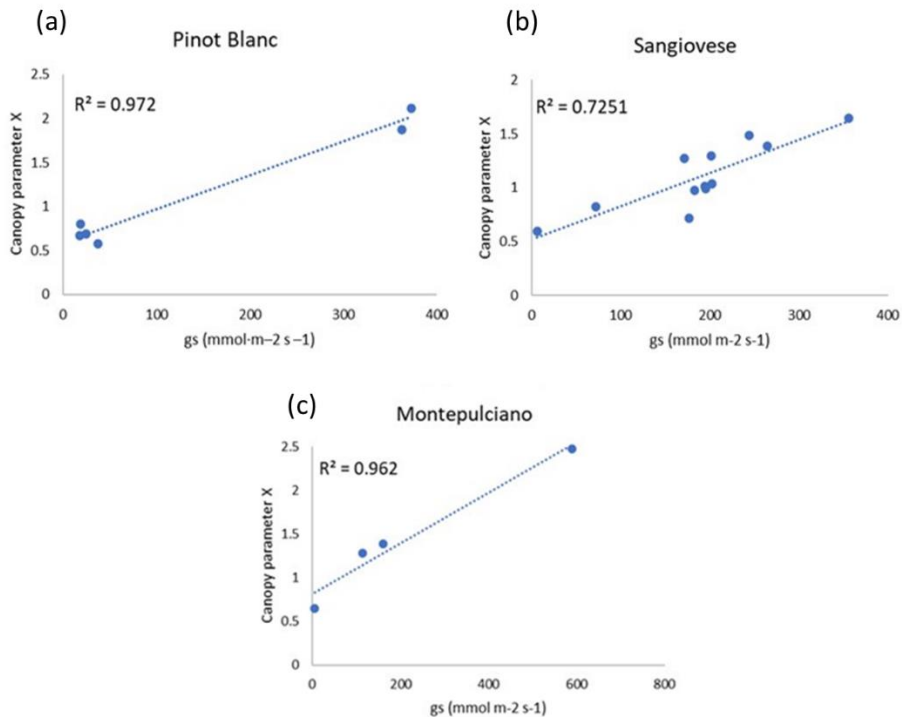 (a)
Pinot Blanc
R² = 0.972
Canopy parameter X
2.5
2
1.5
1
0.5
0
0 100 200 300 400
gs (mmol·m–2 s –1)
(b)
Sangiovese
R² = 0.7251
Canopy parameter X
2
1.5
1
0.5
0
0 100 200 300 400
gs (mmol m-2 s-1)
(c)
Montepulciano
R² = 0.962
Canopy parameter X
2.5
2
1.5
1
0.5
0
0 200 400 600 800
gs (mmol m-2 s-1)